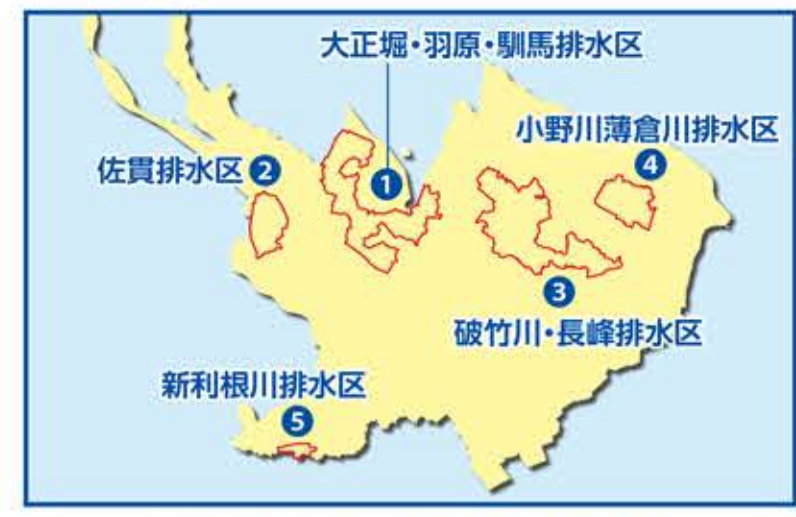 大正堀・羽原・馴馬排水区
1
小野川薄倉川排水区
4
佐貫排水区 2
3
破竹川・長峰排水区
新利根川排水区
5